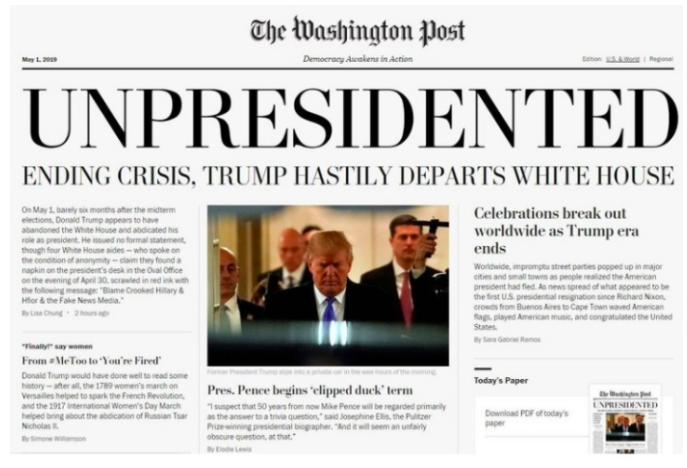 The Washington Post
May 1, 2019
Democracy Awakens in Action
Edition: U.S. & World | Regional
UNPRESIDENTED
ENDING CRISIS, TRUMP HASTILY DEPARTS WHITE HOUSE
On May 1, barely six months after the midterm
elections, Donald Trump appears to have
abandoned the White House and abdicated his
role as president. He issued no formal statement,
though four White House aides — who spoke on
the condition of anonymity — claim they found a
napkin on the president's desk in the Oval Office
on the evening of April 30, scrawled in red ink with
the following message: "Blame Crooked Hillary &
Hfior & the Fake News Media."
By Lisa Chung • 2 hours ago
"Finally!" say women
From #MeToo to ‘You're Fired’
Donald Trump would have done well to read some
history — after all, the 1789 women's march on
Versailles helped to spark the French Revolution,
and the 1917 International Women's Day March
helped bring about the abdication of Russian Tsar
Nicholas II.
By Simone Williamson
Former President Trump slips into a private car in the wee hours of the morning.
Pres. Pence begins ‘clipped duck’ term
"I suspect that 50 years from now Mike Pence will be regarded primarily
as the answer to a trivia question," said Josephine Ellis, the Pulitzer
Prize-winning presidential biographer. "And it will seem an unfairly
obscure question, at that."
By Elodie Lewis
Celebrations break out
worldwide as Trump era
ends
Worldwide, impromptu street parties popped up in major
cities and small towns as people realized the American
president had fled. As news spread of what appeared to be
the first U.S. presidential resignation since Richard Nixon,
crowds from Buenos Aires to Cape Town waved American
flags, played American music, and congratulated the United
States.
By Sara Gabriel Ramos
Today's Paper
Download PDF of today's
paper
The Washington Post
UNPRESIDENTED